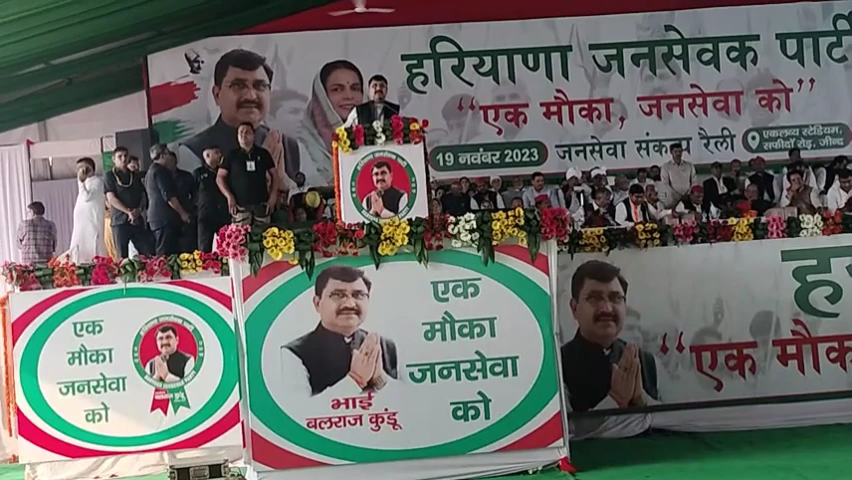 हरियाणा जनसेवक पार्टी
“एक मौका, जनसेवा को”
19 नवंबर 2023 जनसेवा संकल्प रैली
एकलव्य स्टेडियम,
सफीदों रोड़, जीन्द
एक
मौका
जनसेवा
को
भाई
बलराज कुंडू
एक
मौका
जनसेवा
को
“एक